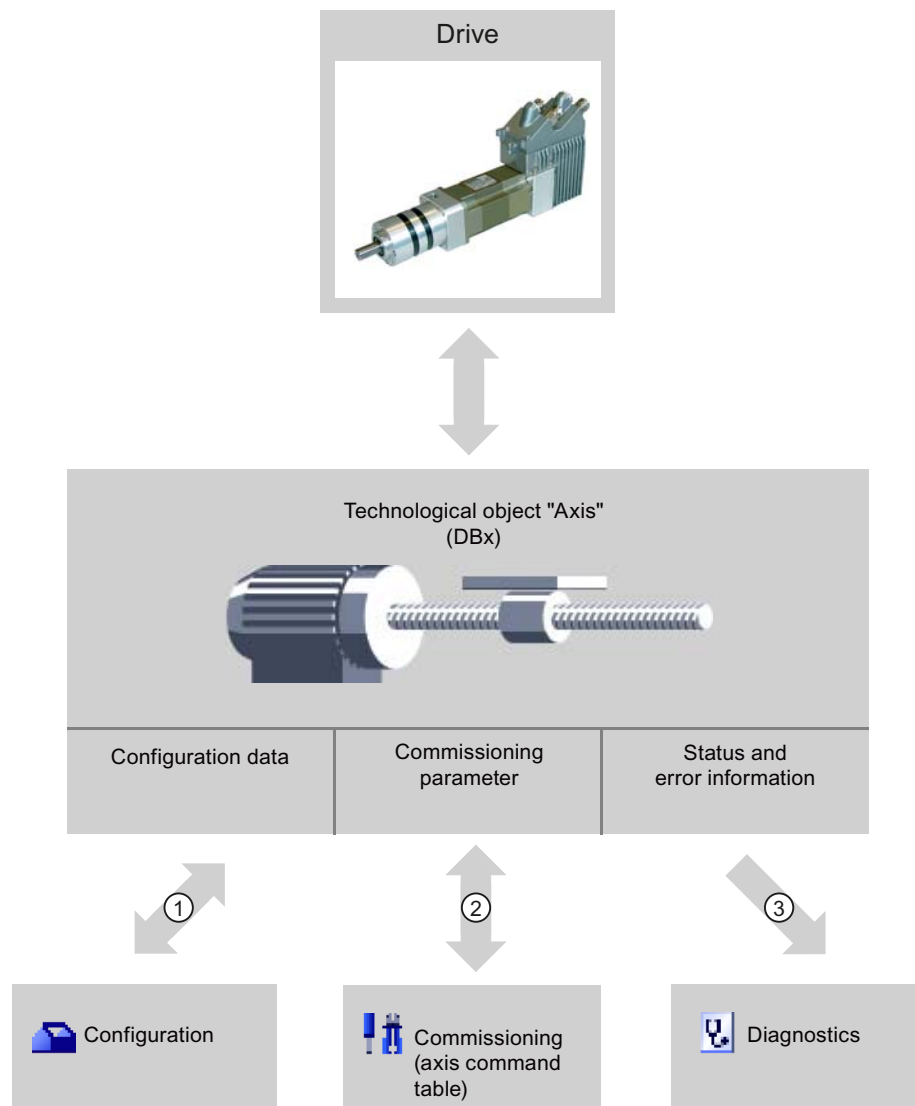 Drive
Technological object "Axis"
(DBx)
Configuration data
Commissioning
parameter
Status and
error information
1
2
3
Configuration
Commissioning
(axis command
table)
Diagnostics